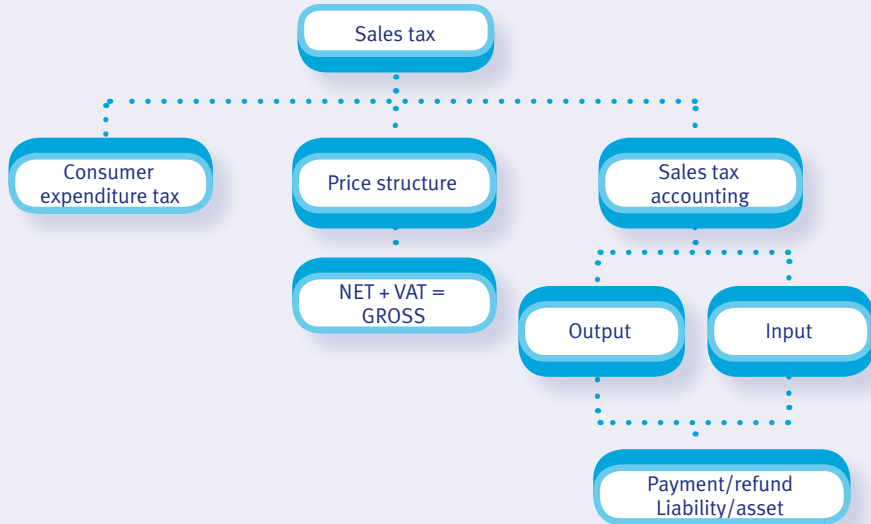 Sales tax
Consumer
expenditure tax
Price structure
Sales tax
accounting
NET + VAT =
GROSS
Output
Input
Payment/refund
Liability/asset